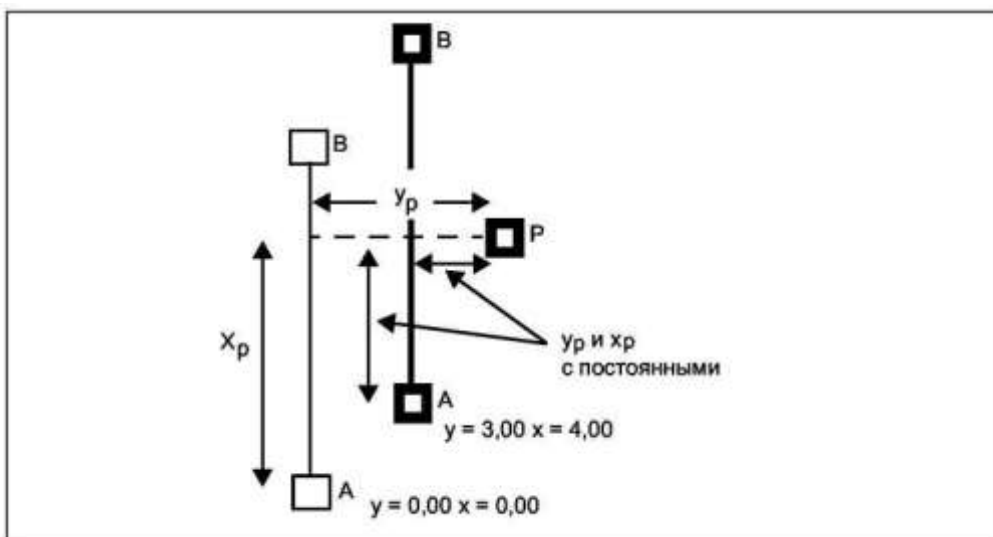 B
B
yp
P
Xp
yp и xp
с постоянными
A
y = 3,00 x = 4,00
A
y = 0,00 x = 0,00